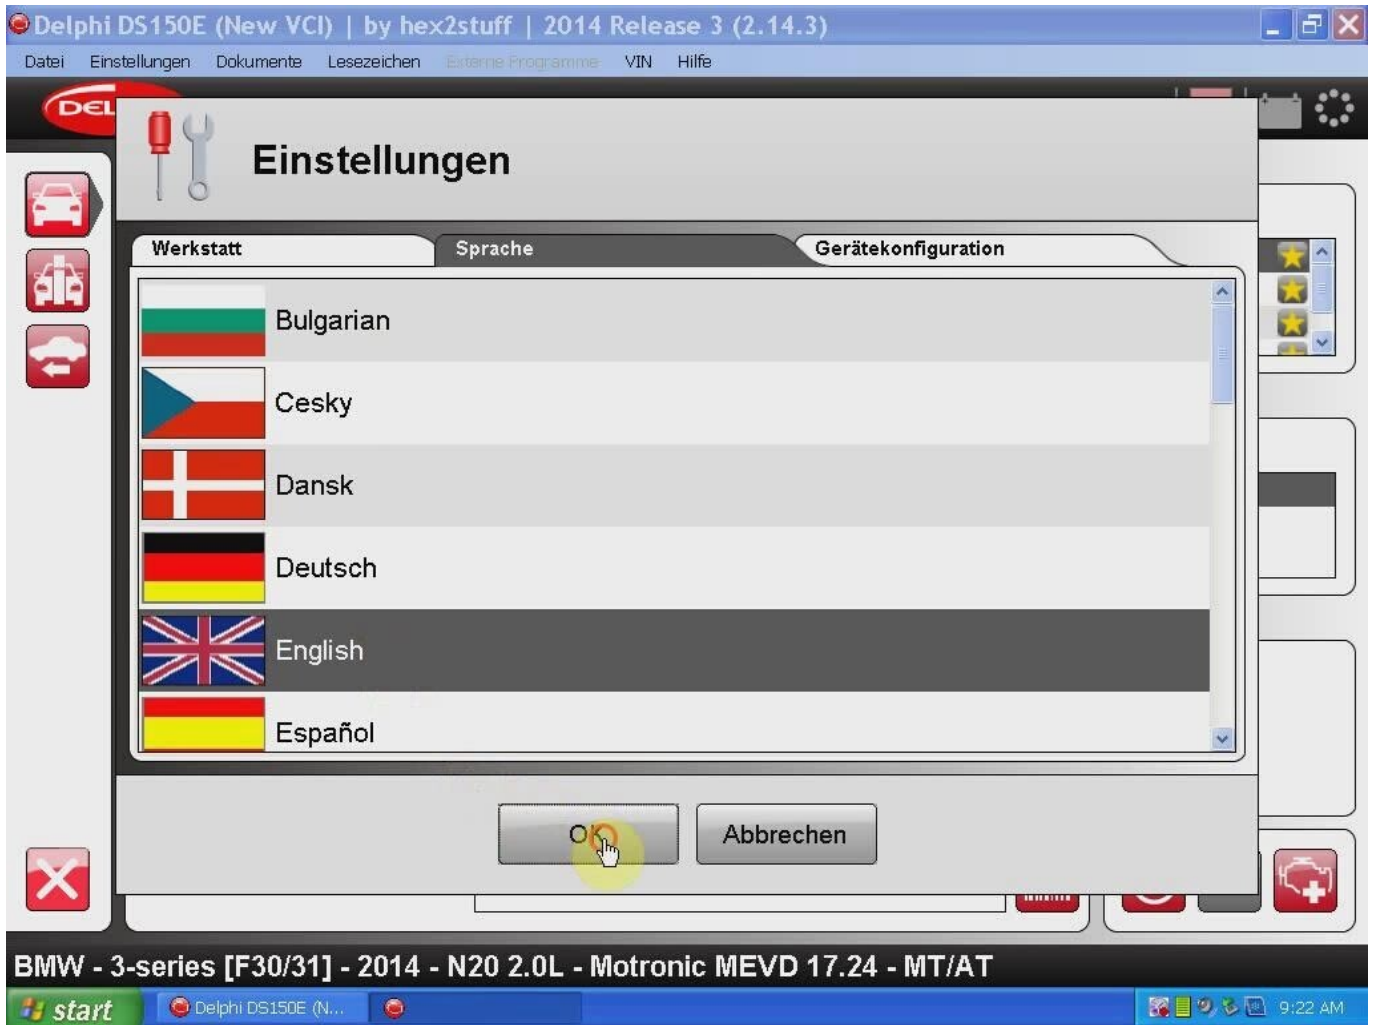 Delphi DS150E (New VCI) | by hex2stuff | 2014 Release 3 (2.14.3)
Datei Einstellungen Dokumente Lesezeichen Externe Programme VIN Hilfe
DEL
Einstellungen
Werkstatt Sprache Gerätekonfiguration
Bulgarian
Cesky
Dansk
Deutsch
English
Español
OK Abbrechen
BMW - 3-series [F30/31] - 2014 - N20 2.0L - Motronic MEVD 17.24 - MT/AT
start Delphi DS150E (N... 9:22 AM